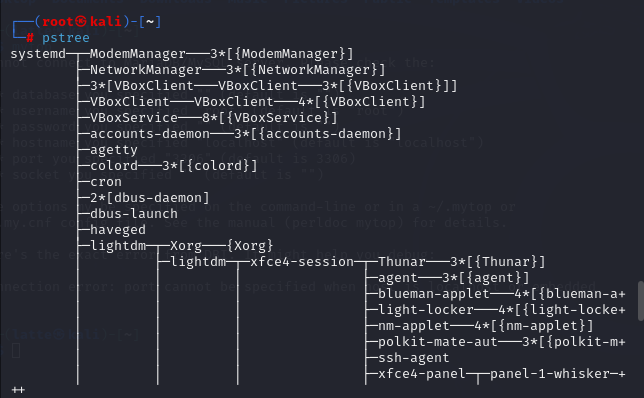 ┌──(root㉿kali)-[~]
└─# pstree
systemd─┬─ModemManager───3*[{ModemManager}]
        ├─NetworkManager───3*[{NetworkManager}]
        ├─3*[VBoxClient───VBoxClient───3*[{VBoxClient}]]
        ├─VBoxClient───VBoxClient───4*[{VBoxClient}]
        ├─VBoxService───8*[{VBoxService}]
        ├─accounts-daemon───3*[{accounts-daemon}]
        ├─agetty
        ├─colord───3*[{colord}]
        ├─cron
        ├─2*[dbus-daemon]
        ├─dbus-launch
        ├─haveged
        ├─lightdm─┬─Xorg───{Xorg}
        │         ├─lightdm─┬─xfce4-session─┬─Thunar───3*[{Thunar}]
        │         │         │               ├─agent───3*[{agent}]
        │         │         │               ├─blueman-applet───4*[{blueman-a+
        │         │         │               ├─light-locker───4*[{light-locke+
        │         │         │               ├─nm-applet───4*[{nm-applet}]
        │         │         │               ├─polkit-mate-aut───3*[{polkit-m+
        │         │         │               ├─ssh-agent
        │         │         │               ├─xfce4-panel─┬─panel-1-whisker─+
++